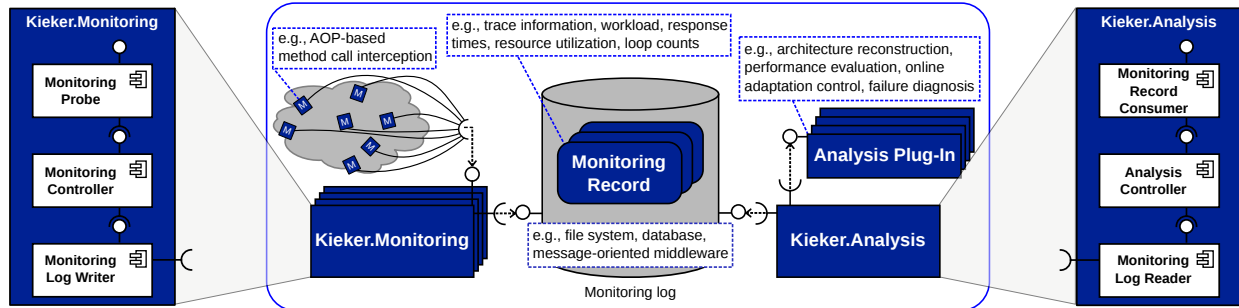 Kieker.Monitoring
Monitoring
Probe
Monitoring
Controller
Monitoring
Log Writer
e.g., AOP-based
method call interception
M
M
M
M
M
M
M
Kieker.Monitoring
e.g., trace information, workload, response
times, resource utilization, loop counts
Monitoring
Record
e.g., file system, database,
message-oriented middleware
Monitoring log
e.g., architecture reconstruction,
performance evaluation, online
adaptation control, failure diagnosis
Analysis Plug-In
Kieker.Analysis
Kieker.Analysis
Monitoring
Record
Consumer
Analysis
Controller
Monitoring
Log Reader